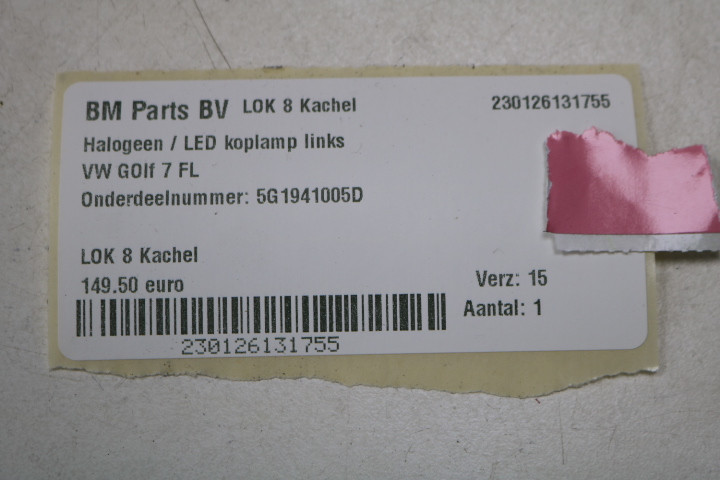 BM Parts BV LOK 8 Kachel 230126131755
Halogeen / LED koplamp links
VW GOlf 7 FL
Onderdeelnummer: 5G1941005D
LOK 8 Kachel
149.50 euro
Verz: 15
Aantal: 1
230126131755